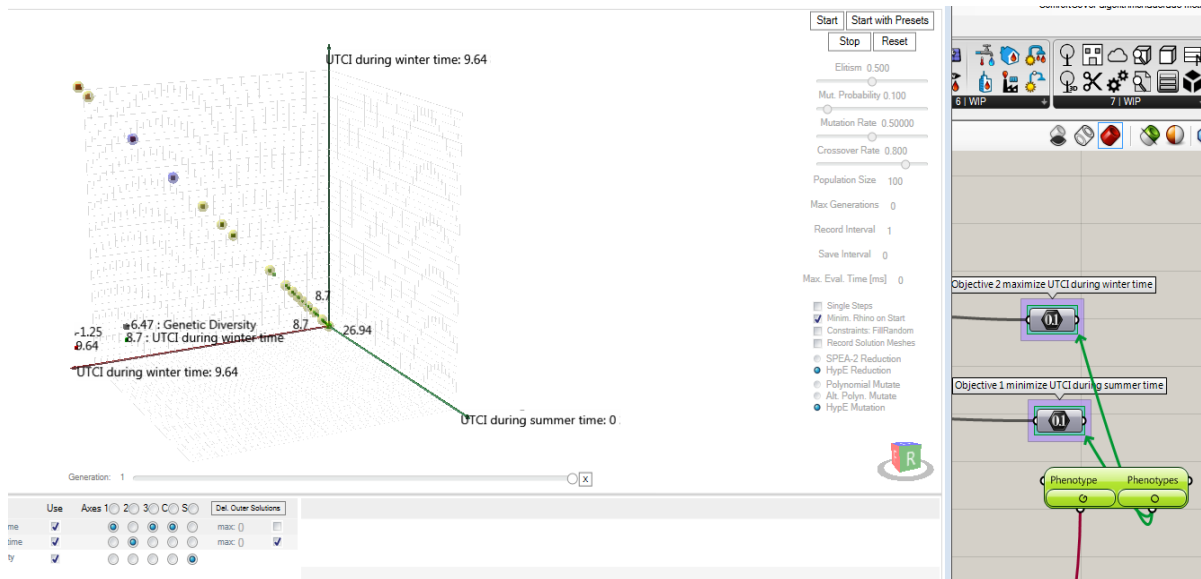 UTCI during winter time: 9.64
8.7
8.7
26.94
-1.25
9.64
6.47 : Genetic Diversity
8.7 : UTCI during winter time
UTCI during winter time: 9.64
UTCI during summer time: 0
Generation: 1
x
Start
Start with Presets
Stop
Reset
Elitism 0.500
Mut. Probability 0.100
Mutation Rate 0.50000
Crossover Rate 0.800
Population Size 100
Max Generations 0
Record Interval 1
Save Interval 0
Max. Eval. Time [ms] 0
Single Steps
Minim. Rhino on Start
Constraints: FillRandom
Record Solution Meshes
SPEA-2 Reduction
HypE Reduction
Polynomial Mutate
Alt. Polyn. Mutate
HypE Mutation
R
Use Axes 1 2 3 C S Del. Outer Solutions
me max: ()
time max: ()
ty
6 | WIP
7 | WIP
3D
Objective 2 maximize UTCI during winter time
0.1
Objective 1 minimize UTCI during summer time
0.1
Phenotype Phenotypes
G O